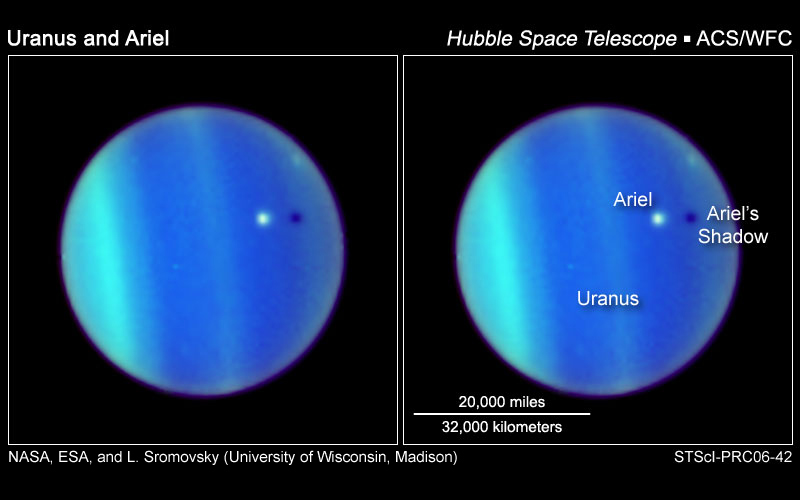 Uranus and Ariel
Hubble Space Telescope ▪ ACS/WFC
Ariel
Ariel's
Shadow
Uranus
20,000 miles
32,000 kilometers
NASA, ESA, and L. Sromovsky (University of Wisconsin, Madison)
STScI-PRC06-42